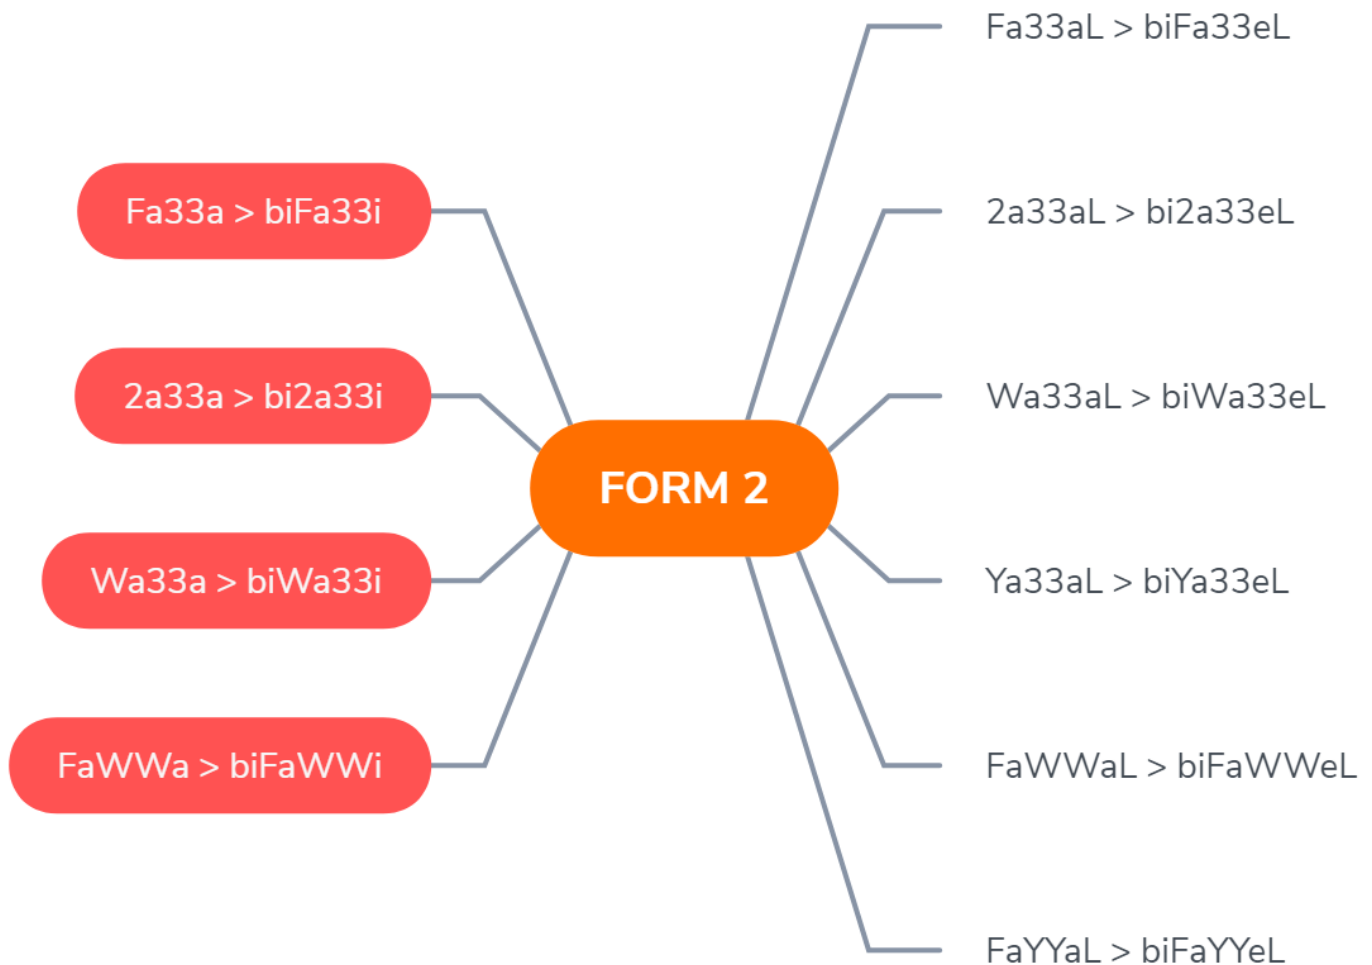 Fa33aL > biFa33eL
Fa33a > biFa33i
2a33aL > bi2a33eL
2a33a > bi2a33i
Wa33aL > biWa33eL
FORM 2
Wa33a > biWa33i
Ya33aL > biYa33eL
FaWWa > biFaWWi
FaWWaL > biFaWWeL
FaYYaL > biFaYYeL